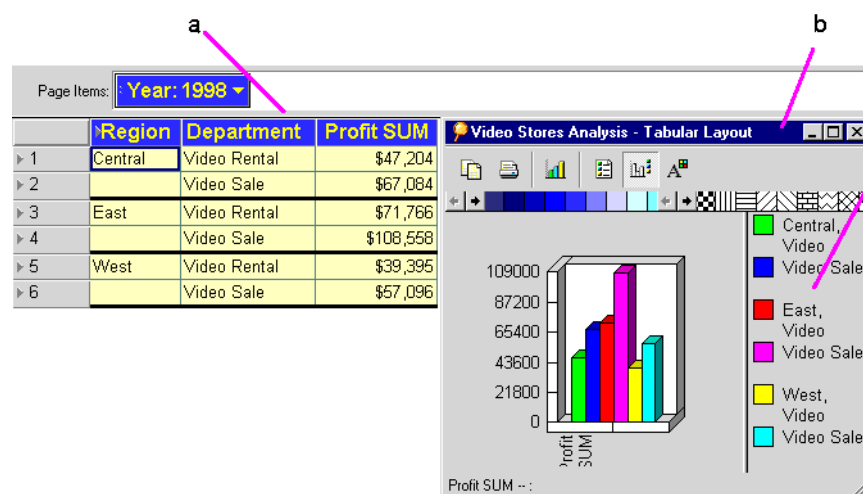 a
b
Page Items: Year: 1998
Region Department Profit SUM
1 Central Video Rental $47,204
2 Video Sale $67,084
3 East Video Rental $71,766
4 Video Sale $108,558
5 West Video Rental $39,395
6 Video Sale $57,096
Video Stores Analysis - Tabular Layout
A
109000
87200
65400
43600
21800
0
Profit
SUM
Central,
Video
Video Sale
East,
Video
Video Sale
West,
Video
Video Sale
Profit SUM -- :